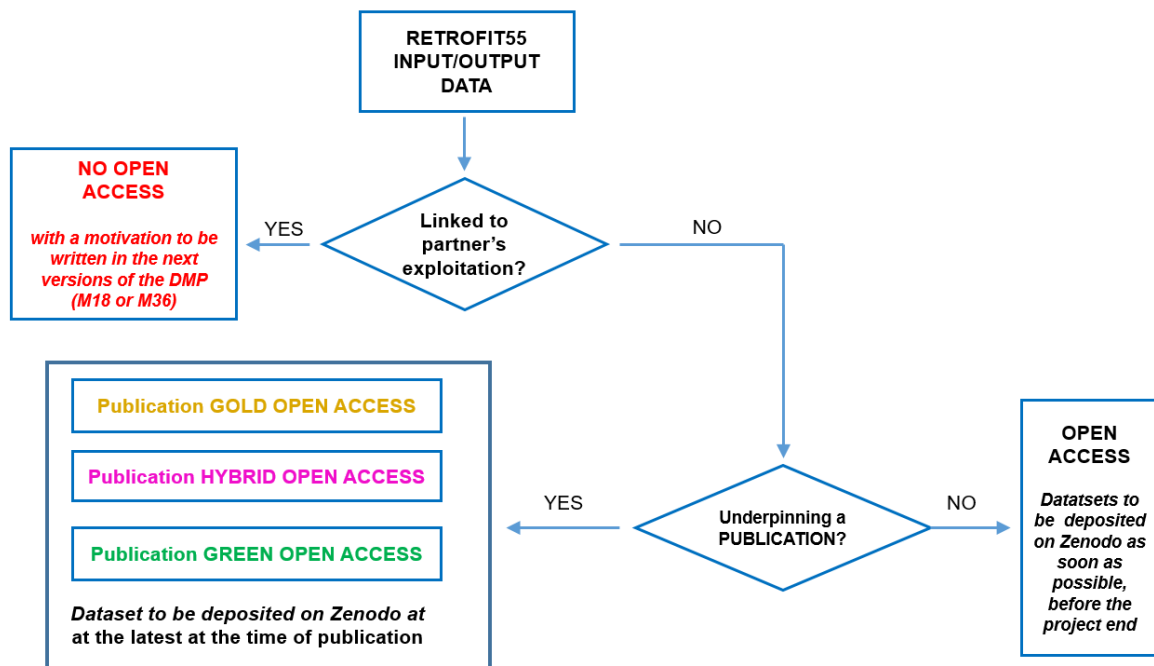 RETROFIT55
INPUT/OUTPUT
DATA
NO OPEN
ACCESS
with a motivation to be
written in the next
versions of the DMP
(M18 or M36)
YES
Linked to
partner's
exploitation?
NO
Publication GOLD OPEN ACCESS
Publication HYBRID OPEN ACCESS
Publication GREEN OPEN ACCESS
Dataset to be deposited on Zenodo at
at the latest at the time of publication
YES
Underpinning a
PUBLICATION?
NO
OPEN
ACCESS
Datatsets to
be deposited
on Zenodo as
soon as
possible,
before the
project end